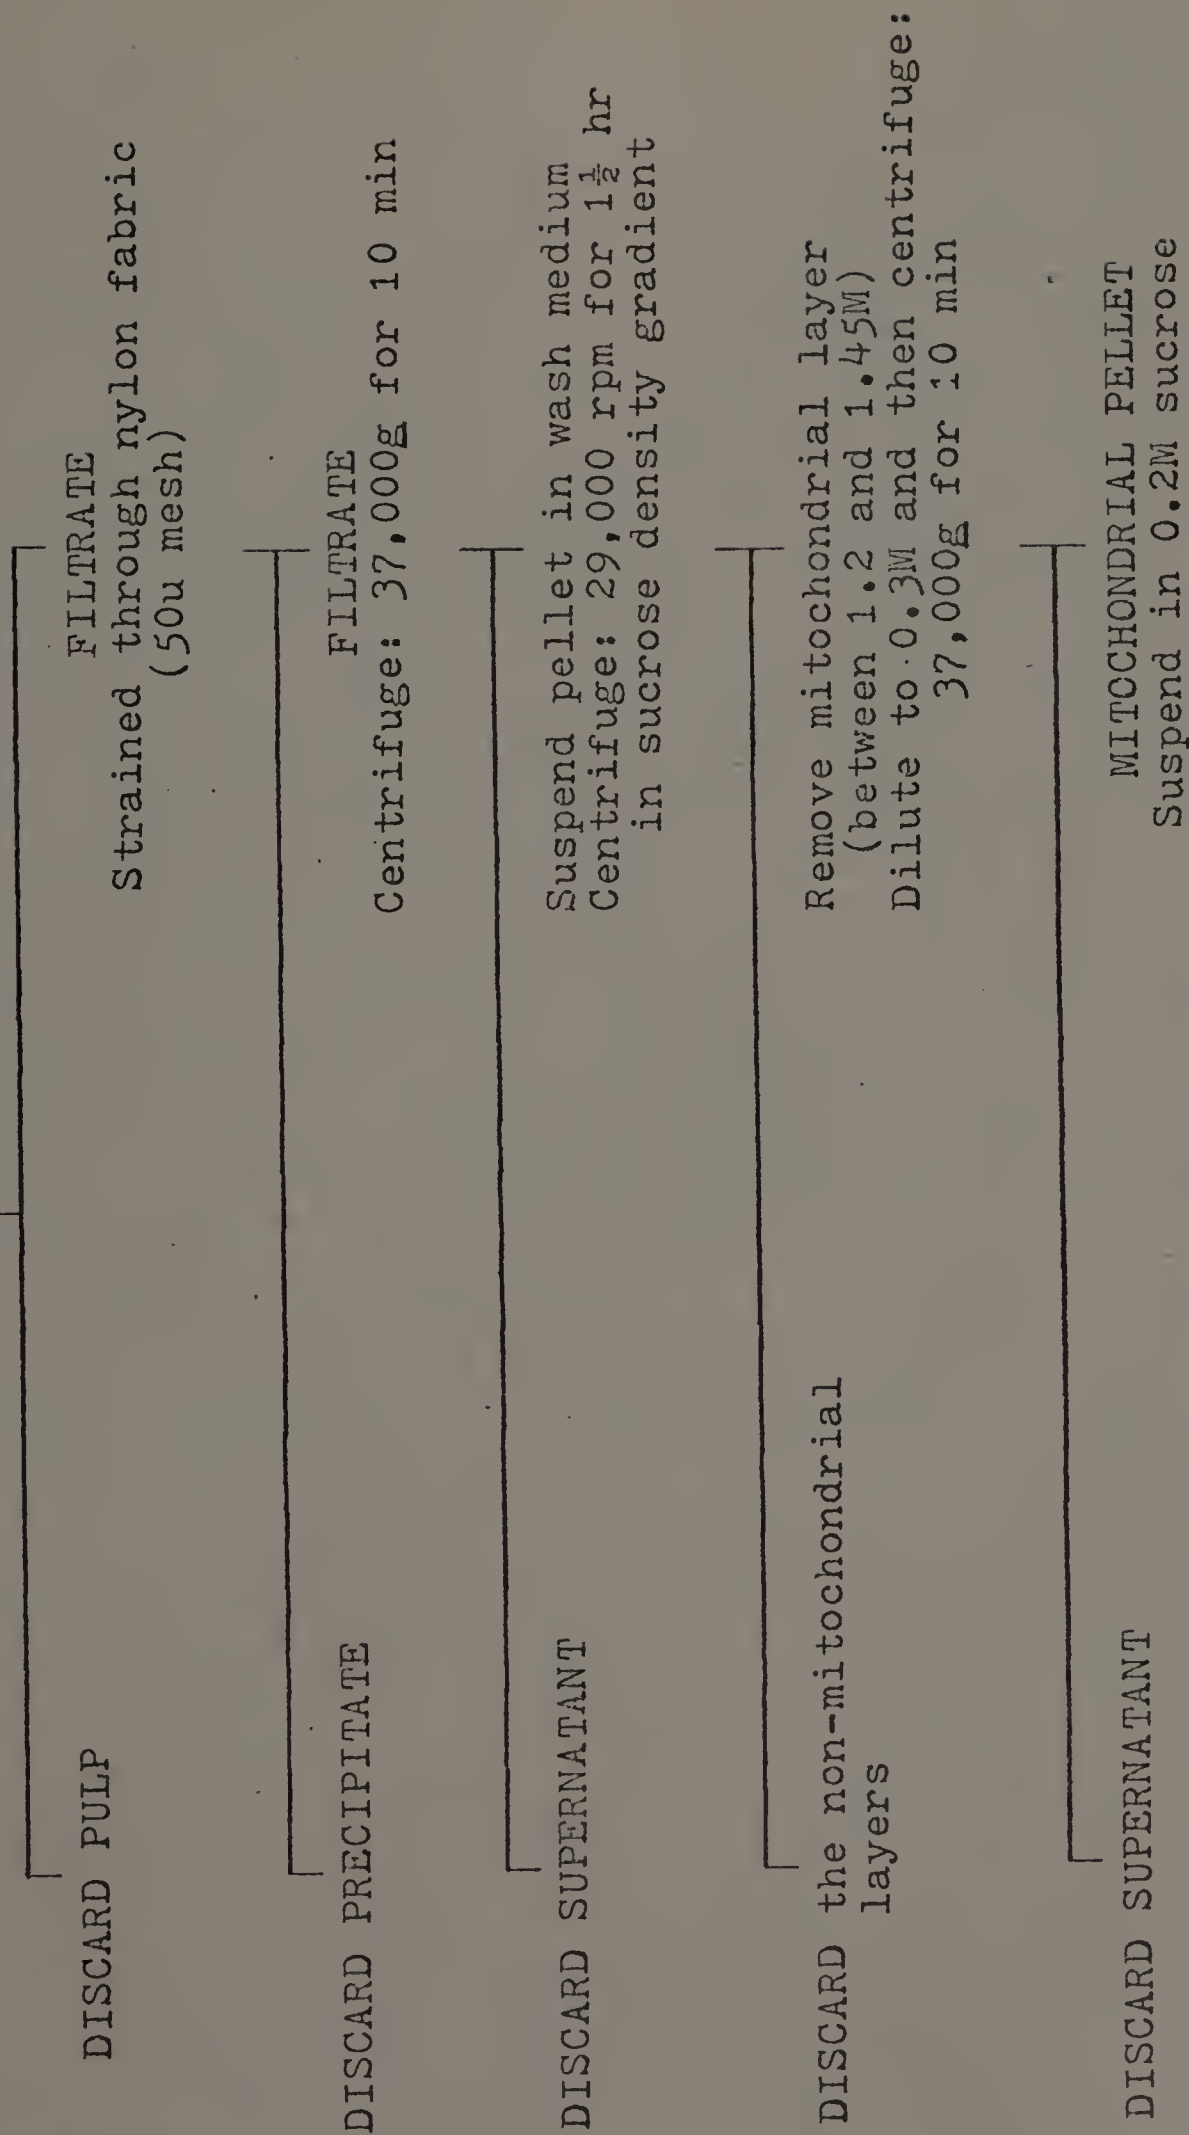 DISCARD PULP
FILTRATE
Strained through nylon fabric
(50u mesh)
DISCARD PRECIPITATE
FILTRATE
Centrifuge: 37,000g for 10 min
DISCARD SUPERNATANT
Suspend pellet in wash medium
Centrifuge: 29,000 rpm for 1½ hr
in sucrose density gradient
DISCARD the non-mitochondrial
layers
Remove mitochondrial layer
(between 1.2 and 1.45M)
Dilute to 0.3M and then centrifuge:
37,000g for 10 min
DISCARD SUPERNATANT
MITOCHONDRIAL PELLET
Suspend in 0.2M sucrose